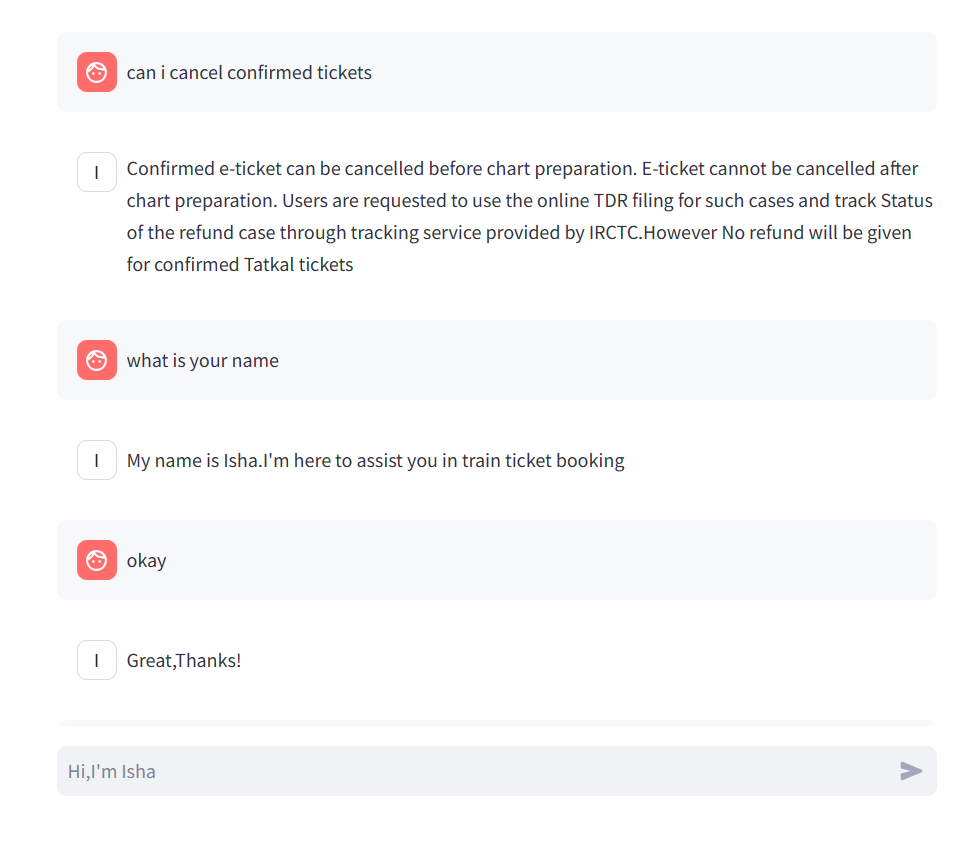 can i cancel confirmed tickets
I
Confirmed e-ticket can be cancelled before chart preparation. E-ticket cannot be cancelled after
chart preparation. Users are requested to use the online TDR filing for such cases and track Status
of the refund case through tracking service provided by IRCTC.However No refund will be given
for confirmed Tatkal tickets
what is your name
I
My name is Isha.I'm here to assist you in train ticket booking
okay
I
Great,Thanks!
Hi,I'm Isha